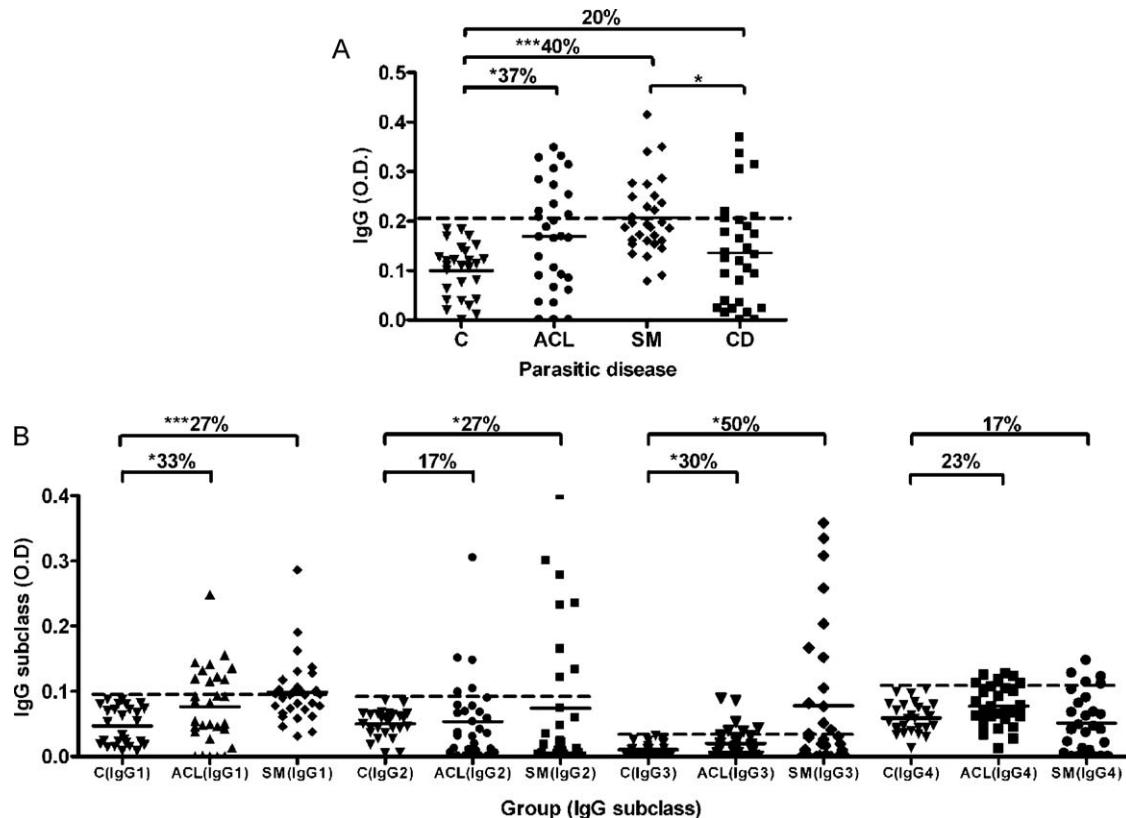 20%
A
***40%
*37%
*
0.5
0.4
0.3
0.2
0.1
0.0
IgG (O.D.)
C ACL SM CD
Parasitic disease
B
***27% *27% *50% 17%
*33% 17% *30% 23%
0.4
0.3
0.2
0.1
0.0
IgG subclass (O.D)
C(IgG1) ACL(IgG1) SM(IgG1) C(IgG2) ACL(IgG2) SM(IgG2) C(IgG3) ACL(IgG3) SM(IgG3) C(IgG4) ACL(IgG4) SM(IgG4)
Group (IgG subclass)